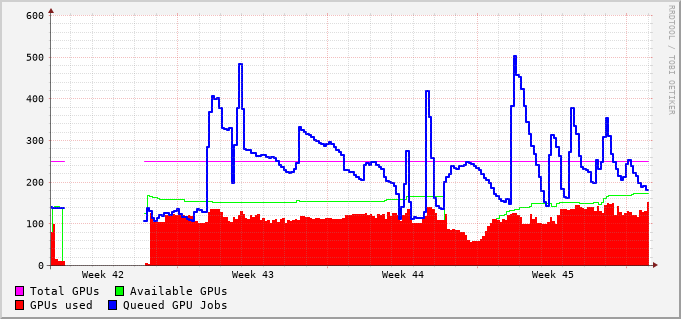 600
500
400
300
200
100
0
Week 42 Week 43 Week 44 Week 45
Total GPUs Available GPUs
GPUs used Queued GPU Jobs
RRDTOOL / TOBI OETIKER